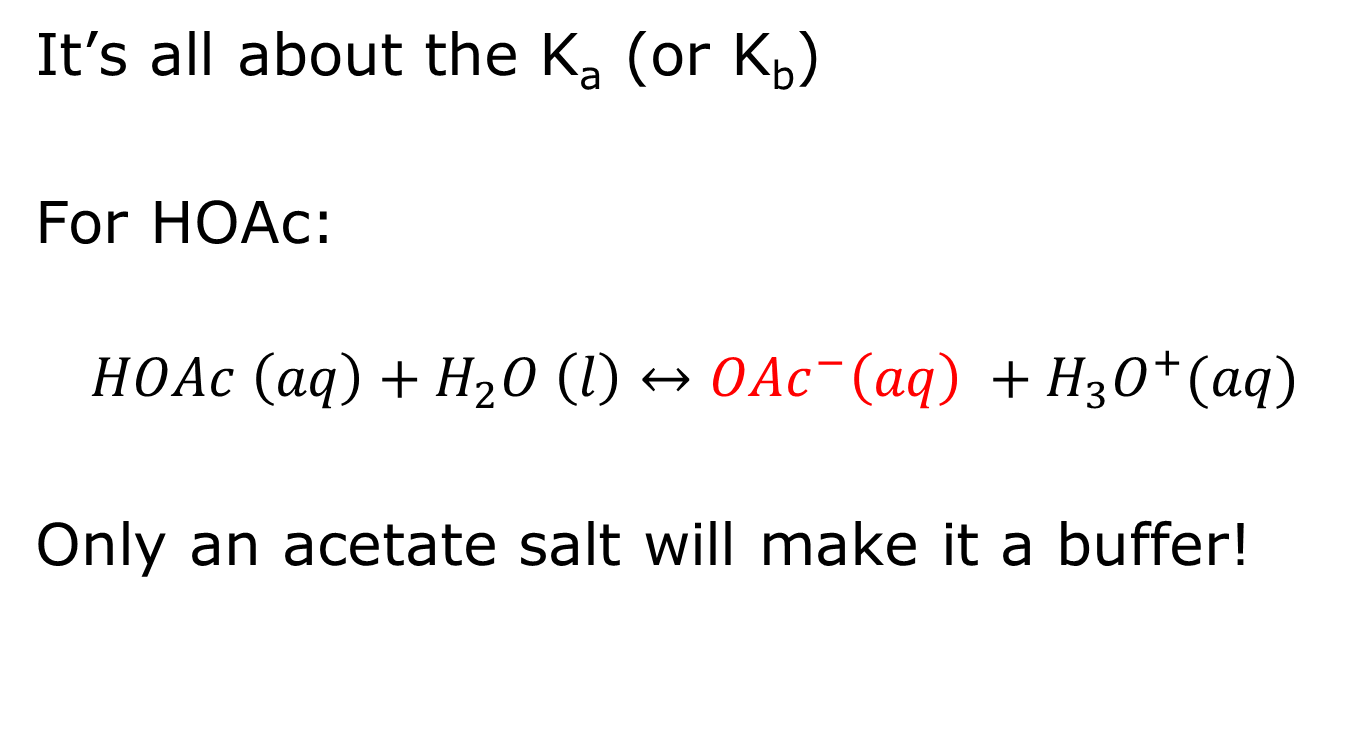 It’s all about the Kₐ (or K_b)
For HOAc:
HOAc (aq) + H₂O (l) ↔ OAc⁻(aq) + H₃O⁺(aq)
Only an acetate salt will make it a buffer!